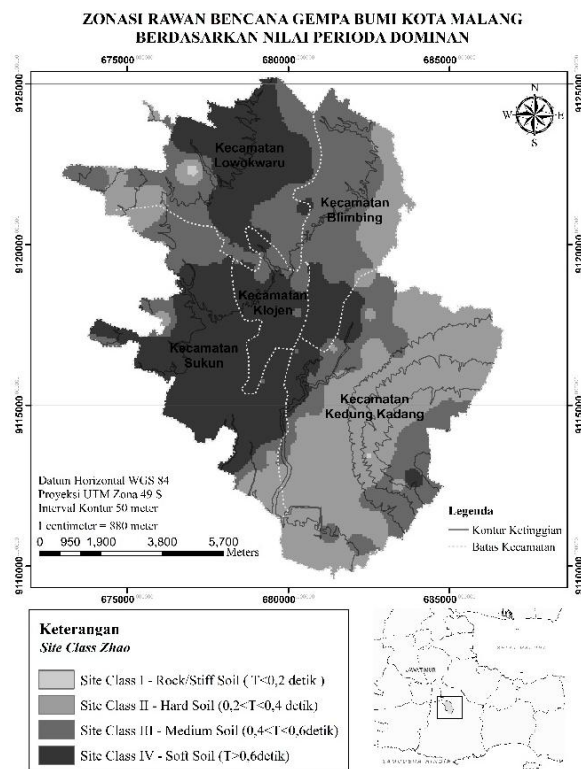 ZONASI RAWAN BENCANA GEMPA BUMI KOTA MALANG
BERDASARKAN NILAI PERIODA DOMINAN
675000
680000
685000
9125000
9125000
N
W
E
S
Kecamatan
Lowokwaru
Kecamatan
Blimbing
9120000
9120000
Kecamatan
Klojen
Kecamatan
Sukun
Kecamatan
Kedung Kadang
9115000
9115000
Datum Horizontal WGS 84
Proyeksi UTM Zona 49 S
Interval Kontur 50 meter
1 centimeter = 880 meter
0 950 1,900 3,800 5,700
Meters
Legenda
Kontur Ketinggian
Batas Kecamatan
9110000
9110000
675000
680000
685000
Keterangan
Site Class Zhao
Site Class I - Rock/Stiff Soil ( T<0,2 detik )
Site Class II - Hard Soil (0,2<T<0,4 detik)
Site Class III - Medium Soil (0,4<T<0,6detik)
Site Class IV - Soft Soil (T>0,6detik)